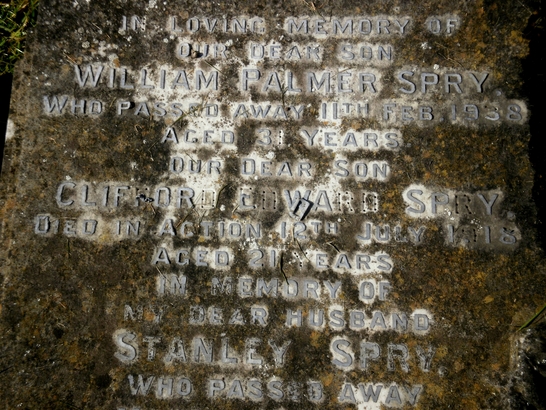 IN LOVING MEMORY OF
OUR DEAR SON
WILLIAM PALMER SPRY.
WHO PASSED AWAY 11TH FEB. 1938
AGED 31 YEARS
OUR DEAR SON
CLIFFORD EDWARD SPRY.
DIED IN ACTION 12TH JULY 1918
AGED 21 YEARS
IN MEMORY OF
MY DEAR HUSBAND
STANLEY SPRY.
WHO PASSED AWAY